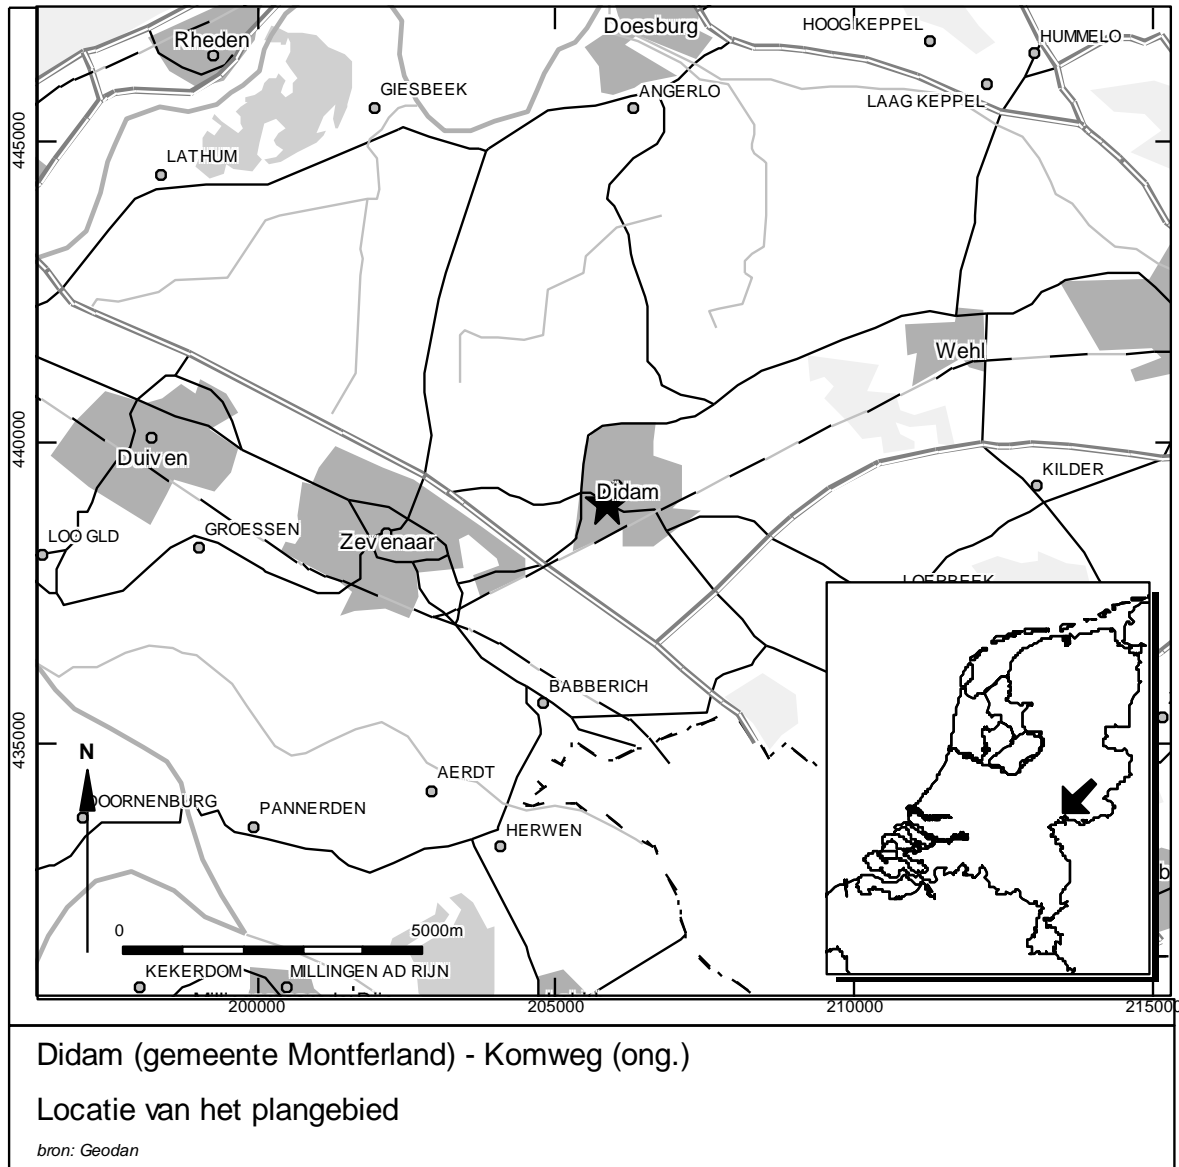 Rheden
Doesburg
HOOG KEPPEL
HUMMELO
GIESBEEK
ANGERLO
LAAG KEPPEL
445000
LATHUM
Wehl
440000
Duiven
KILDER
Didam
LOO GLD
GROESSEN
Zevenaar
LOERBEEK
BABBERICH
435000
N
AERDT
DOORNENBURG
PANNERDEN
HERWEN
0
5000m
KEKERDOM
MILLINGEN AD RIJN
200000
205000
210000
215000
Didam (gemeente Montferland) - Komweg (ong.)
Locatie van het plangebied
bron: Geodan